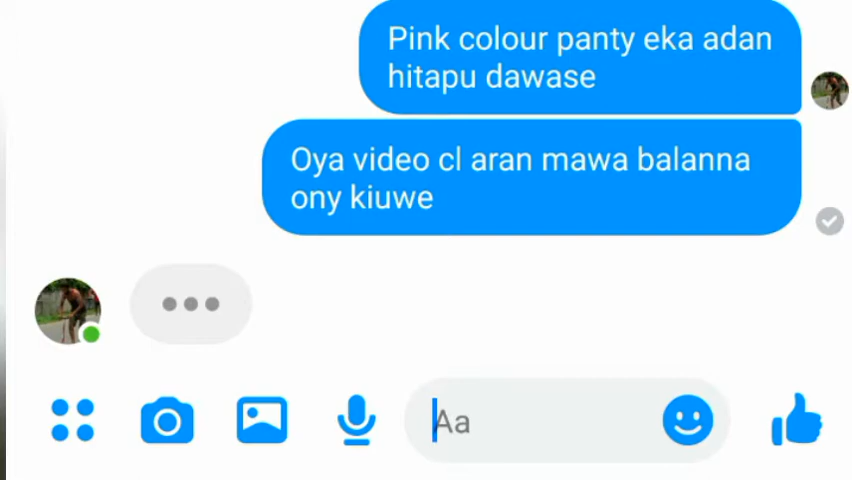 Pink colour panty eka adan
hitapu dawase
Oya video cl aran mawa balanna
ony kiuwe
Aa